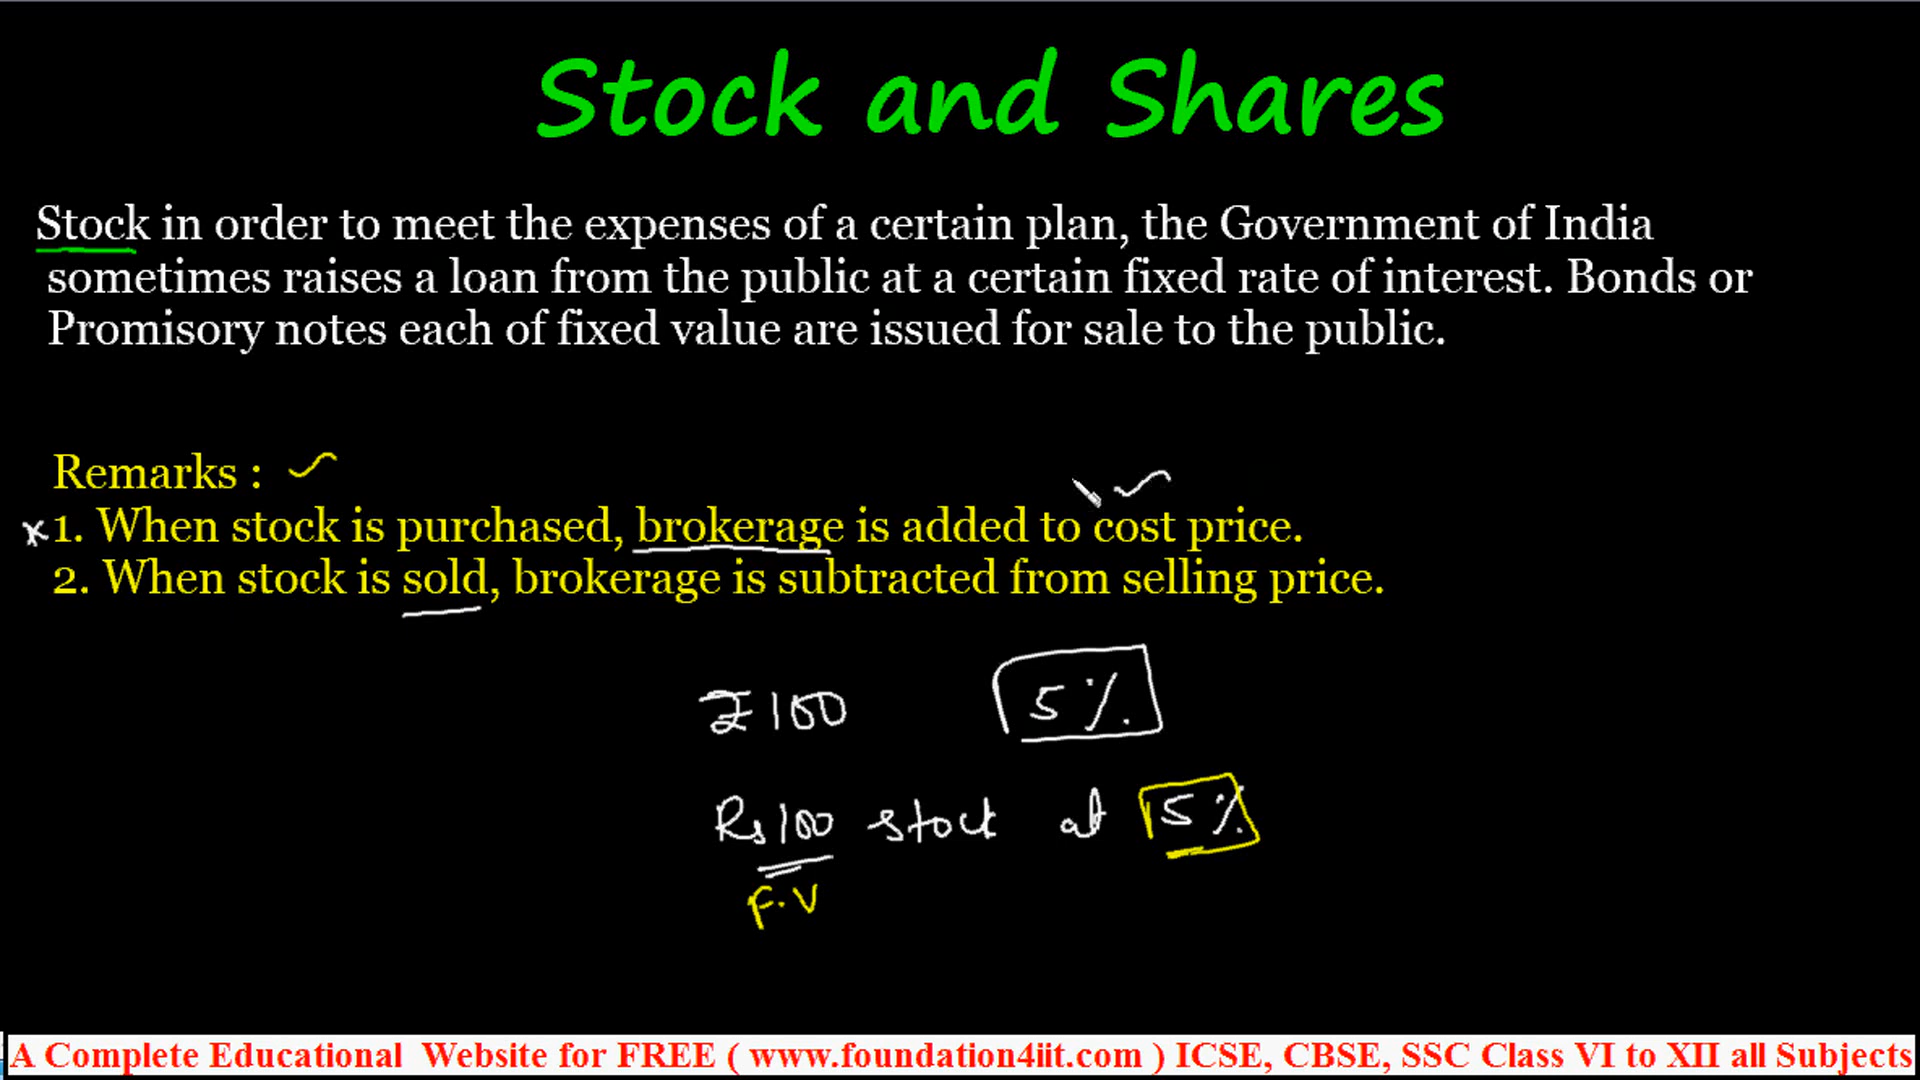 Stock and Shares
Stock in order to meet the expenses of a certain plan, the Government of India
sometimes raises a loan from the public at a certain fixed rate of interest. Bonds or
Promisory notes each of fixed value are issued for sale to the public.
Remarks :
x 1. When stock is purchased, brokerage is added to cost price.
2. When stock is sold, brokerage is subtracted from selling price.
₹100 5%
Rs 100 stock at 5%
F.V
A Complete Educational Website for FREE ( www.foundation4iit.com ) ICSE, CBSE, SSC Class VI to XII all Subjects